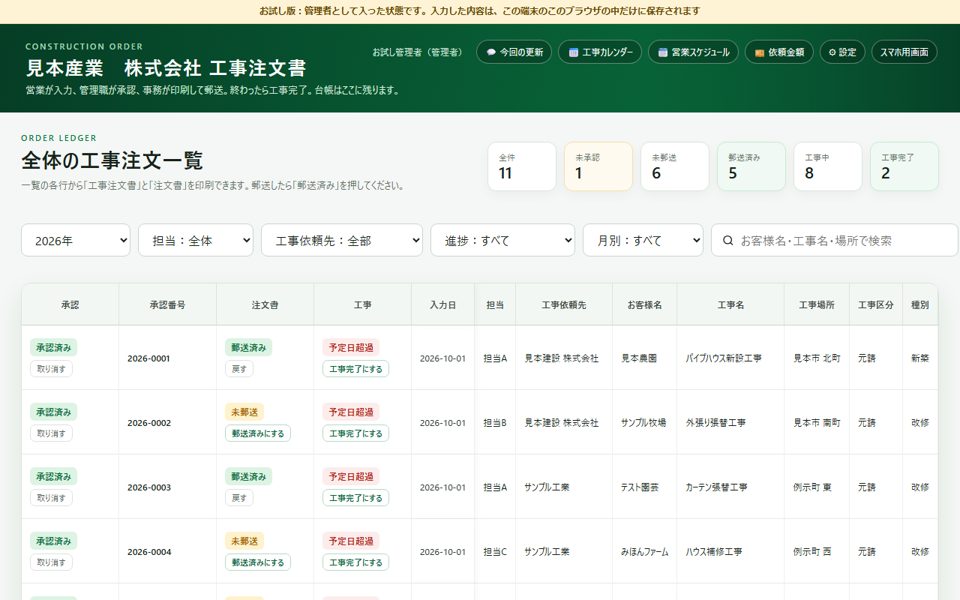 お試し版：管理者として入った状態です。入力した内容は、この端末のこのブラウザの中だけに保存されます
CONSTRUCTION ORDER
見本産業　株式会社 工事注文書
営業が入力、管理職が承認、事務が印刷して郵送。終わったら工事完了。台帳はここに残ります。
お試し管理者（管理者） 今回の更新 工事カレンダー 営業スケジュール 依頼金額 設定 スマホ用画面
ORDER LEDGER
全体の工事注文一覧
一覧の各行から「工事注文書」と「注文書」を印刷できます。郵送したら「郵送済み」を押してください。
全件 未承認 未郵送 郵送済み 工事中 工事完了
11 1 6 5 8 2
2026年 担当：全体 工事依頼先：全部 進捗：すべて 月別：すべて お客様名・工事名・場所で検索
承認 承認番号 注文書 工事 入力日 担当 工事依頼先 お客様名 工事名 工事場所 工事区分 種別
承認済み 郵送済み 予定日超過
2026-0001 2026-10-01 担当A 見本建設 株式会社 見本農園 パイプハウス新設工事 見本市 北町 元請 新築
取り消す 戻す 工事完了にする
承認済み 未郵送 予定日超過
2026-0002 2026-10-01 担当B 見本建設 株式会社 サンプル牧場 外張り張替工事 見本市 南町 元請 改修
取り消す 郵送済みにする 工事完了にする
承認済み 郵送済み 予定日超過
2026-0003 2026-10-01 担当A サンプル工業 テスト園芸 カーテン張替工事 例示町 東 元請 改修
取り消す 戻す 工事完了にする
承認済み 未郵送 予定日超過
2026-0004 2026-10-01 担当C サンプル工業 みほんファーム ハウス補修工事 例示町 西 元請 改修
取り消す 郵送済みにする 工事完了にする